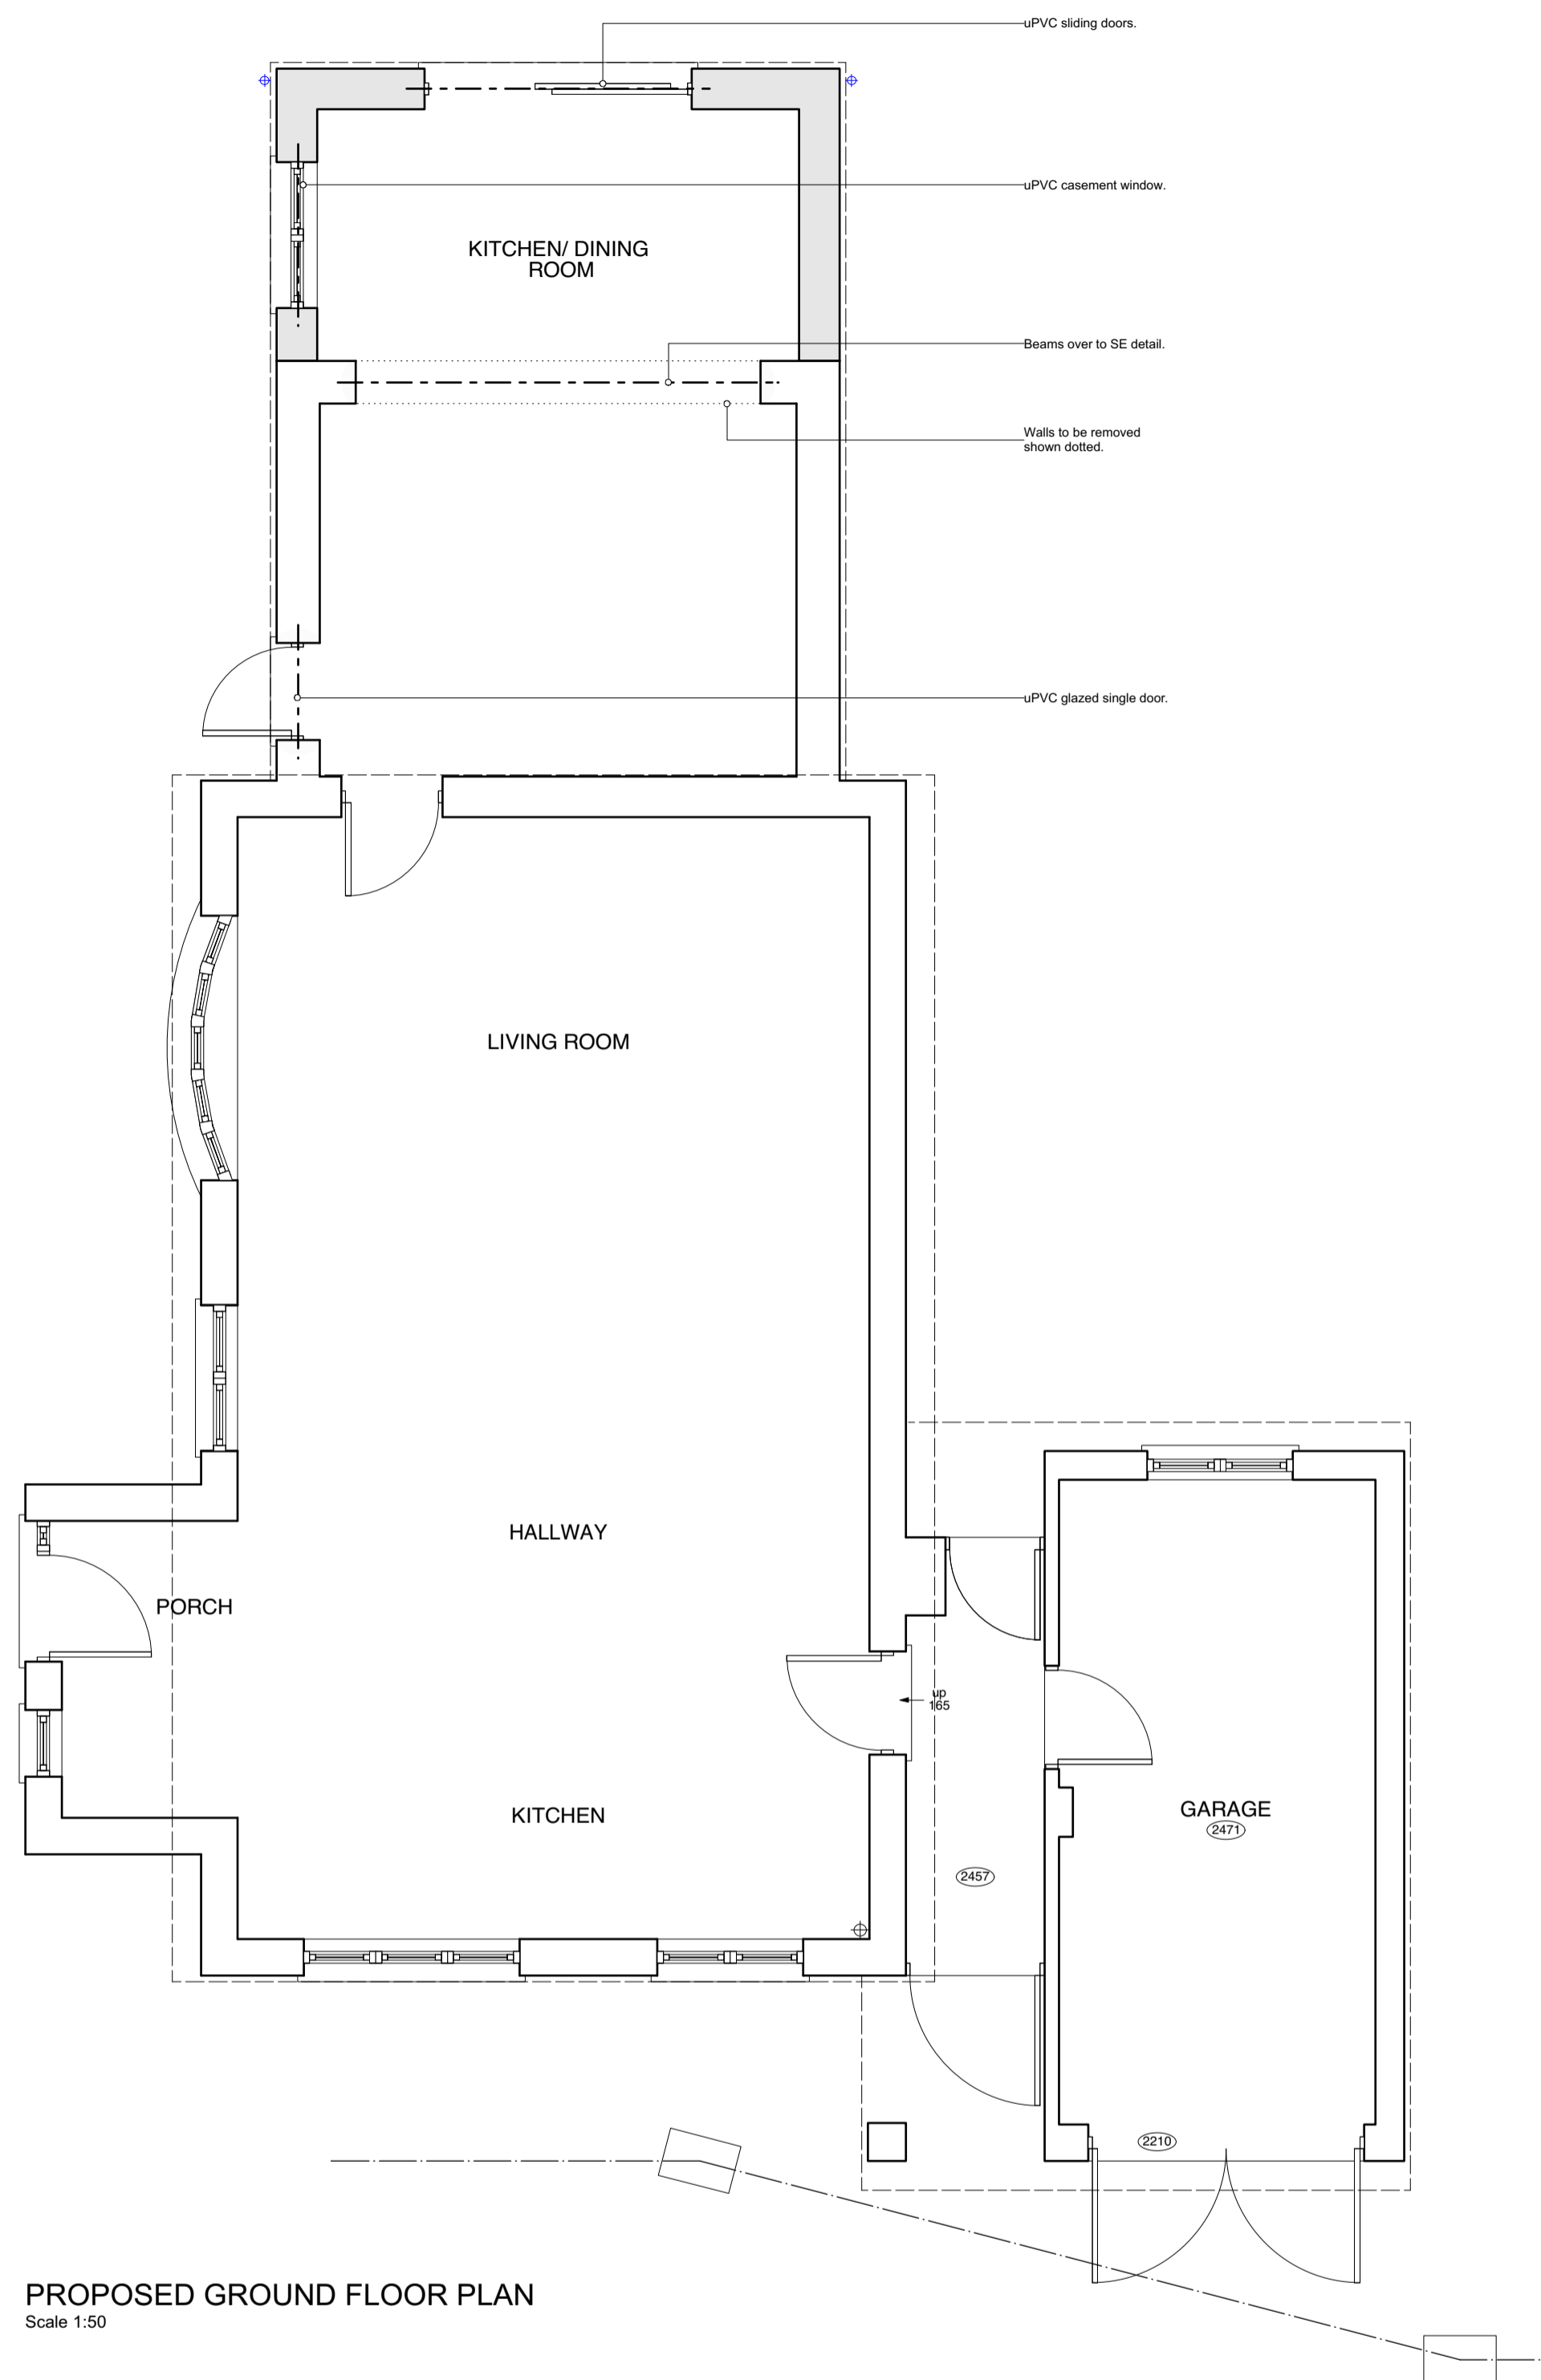 uPVC sliding doors.
uPVC casement window.
KITCHEN/ DINING
ROOM
Beams over to SE detail.
Walls to be removed
shown dotted.
uPVC glazed single door.
LIVING ROOM
HALLWAY
PORCH
up
165
KITCHEN
GARAGE
2471
2457
2210
PROPOSED GROUND FLOOR PLAN
Scale 1:50